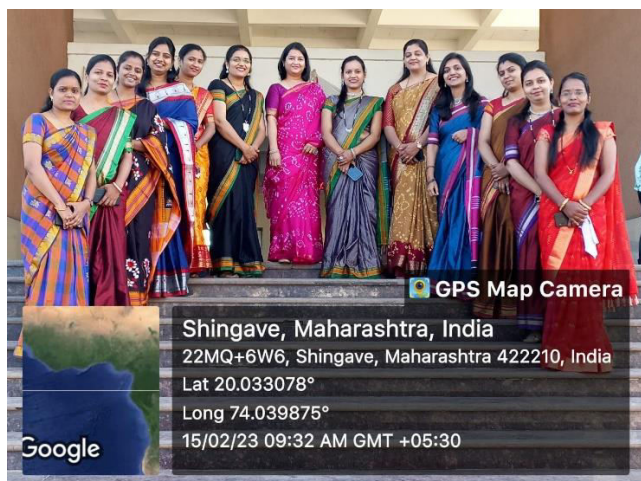 GPS Map Camera
Shingave, Maharashtra, India
22MQ+6W6, Shingave, Maharashtra 422210, India
Lat 20.033078°
Long 74.039875°
15/02/23 09:32 AM GMT +05:30
Google